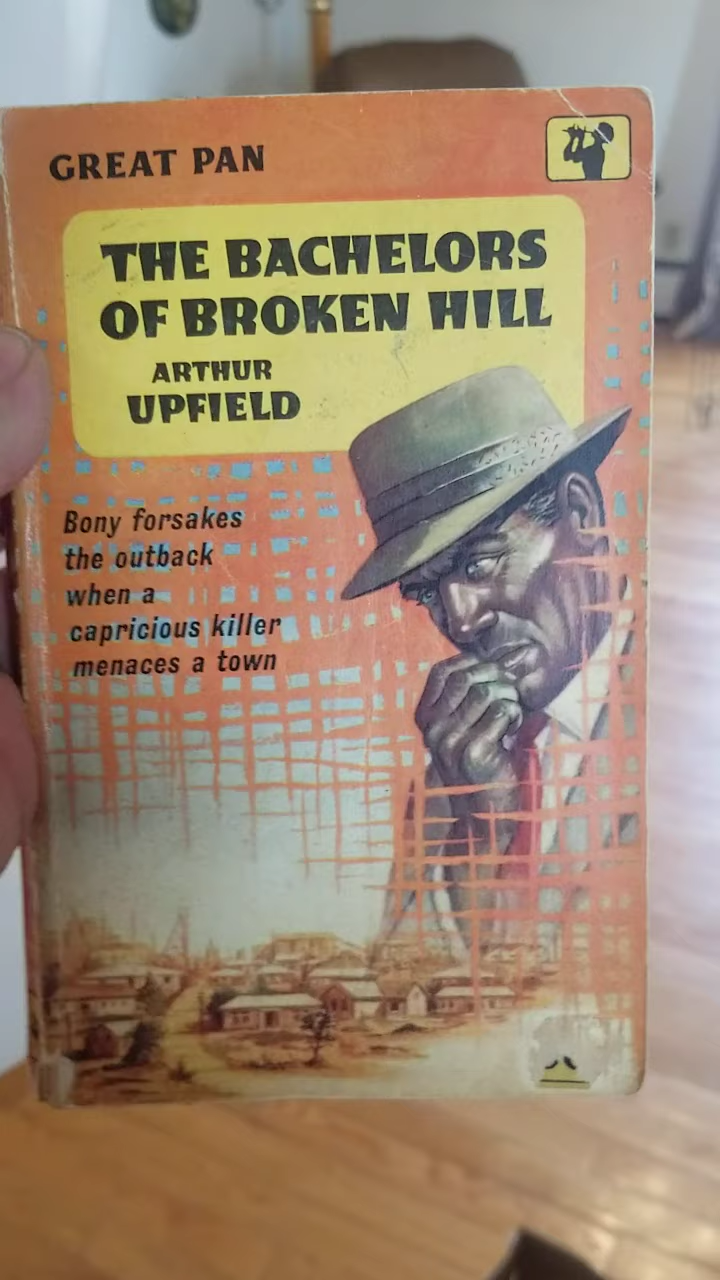 GREAT PAN
THE BACHELORS
OF BROKEN HILL
ARTHUR
UPFIELD
Bony forsakes
the outback
when a
capricious killer
menaces a town